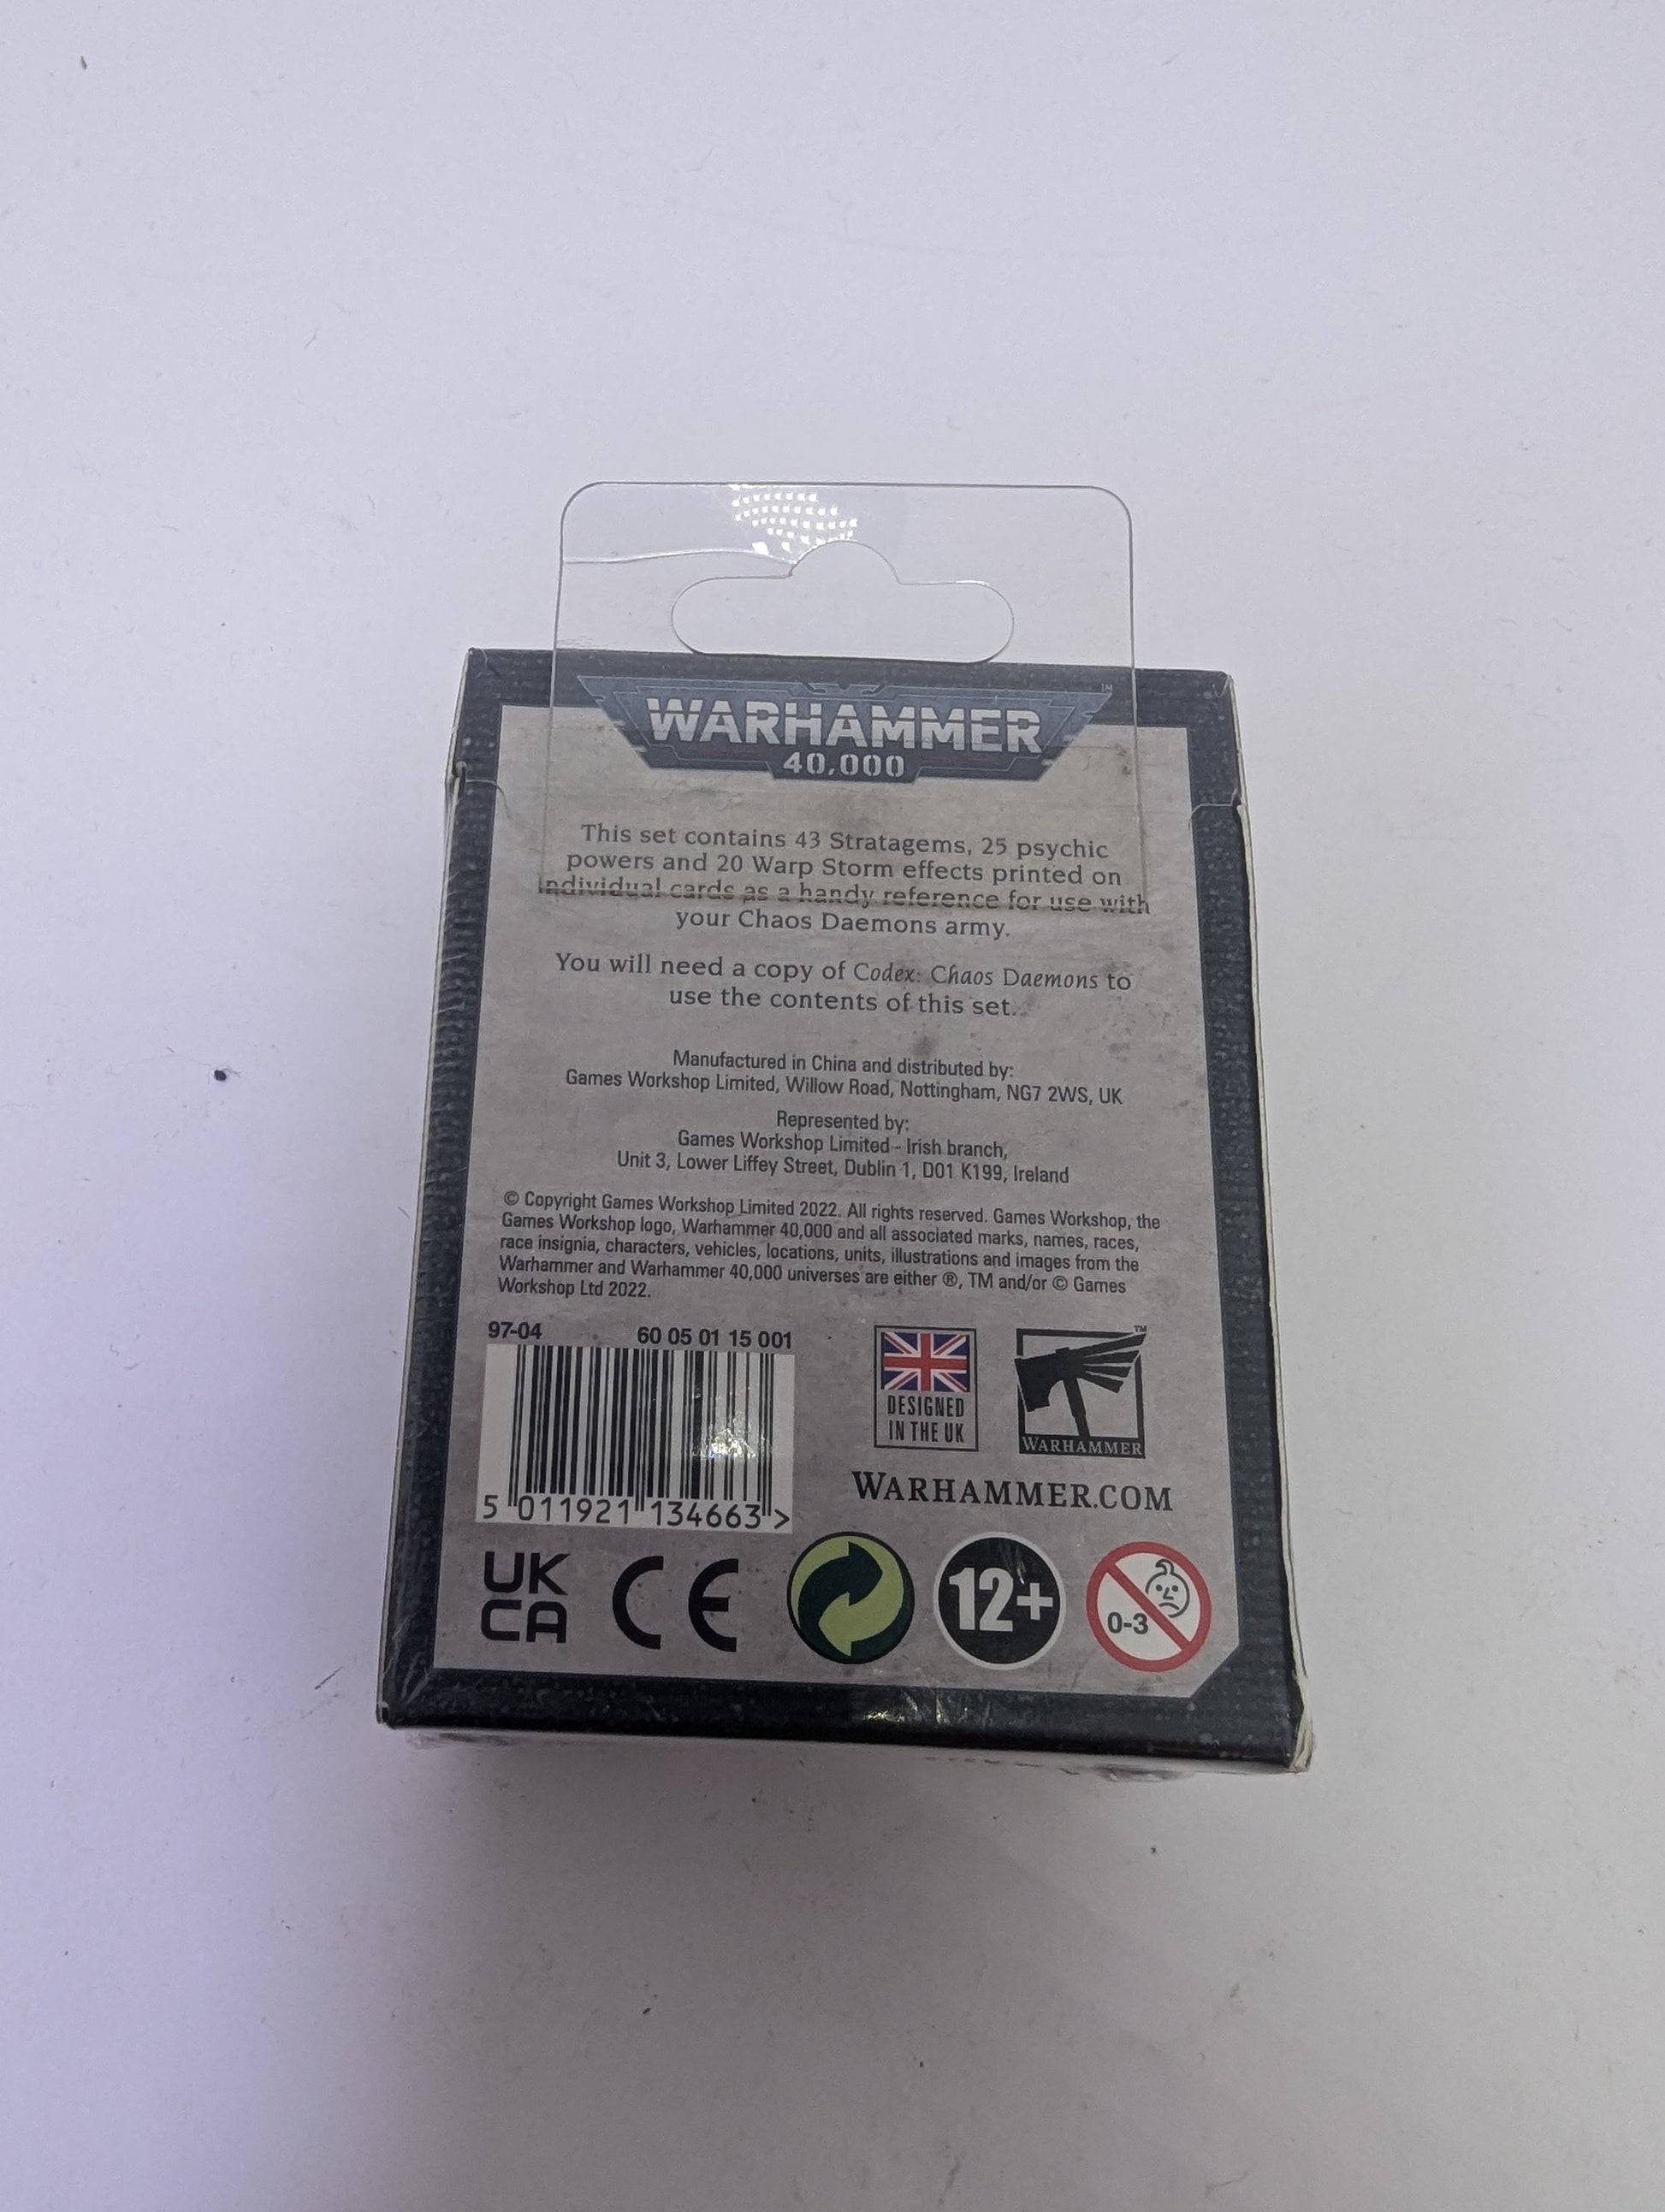 WARHAMMER™
40,000
This set contains 43 Stratagems, 25 psychic
powers and 20 Warp Storm effects printed on
individual cards as a handy reference for use with
your Chaos Daemons army.
You will need a copy of Codex: Chaos Daemons to
use the contents of this set.
Manufactured in China and distributed by:
Games Workshop Limited, Willow Road, Nottingham, NG7 2WS, UK
Represented by:
Games Workshop Limited - Irish branch,
Unit 3, Lower Liffey Street, Dublin 1, D01 K199, Ireland
© Copyright Games Workshop Limited 2022. All rights reserved. Games Workshop, the
Games Workshop logo, Warhammer 40,000 and all associated marks, names, races,
race insignia, characters, vehicles, locations, units, illustrations and images from the
Warhammer and Warhammer 40,000 universes are either ®, TM and/or © Games
Workshop Ltd 2022.
97-04 60 05 01 15 001
5 011921 134663 >
DESIGNED
IN THE UK
™
WARHAMMER
WARHAMMER.COM
UK
CA
CE
12+
0-3